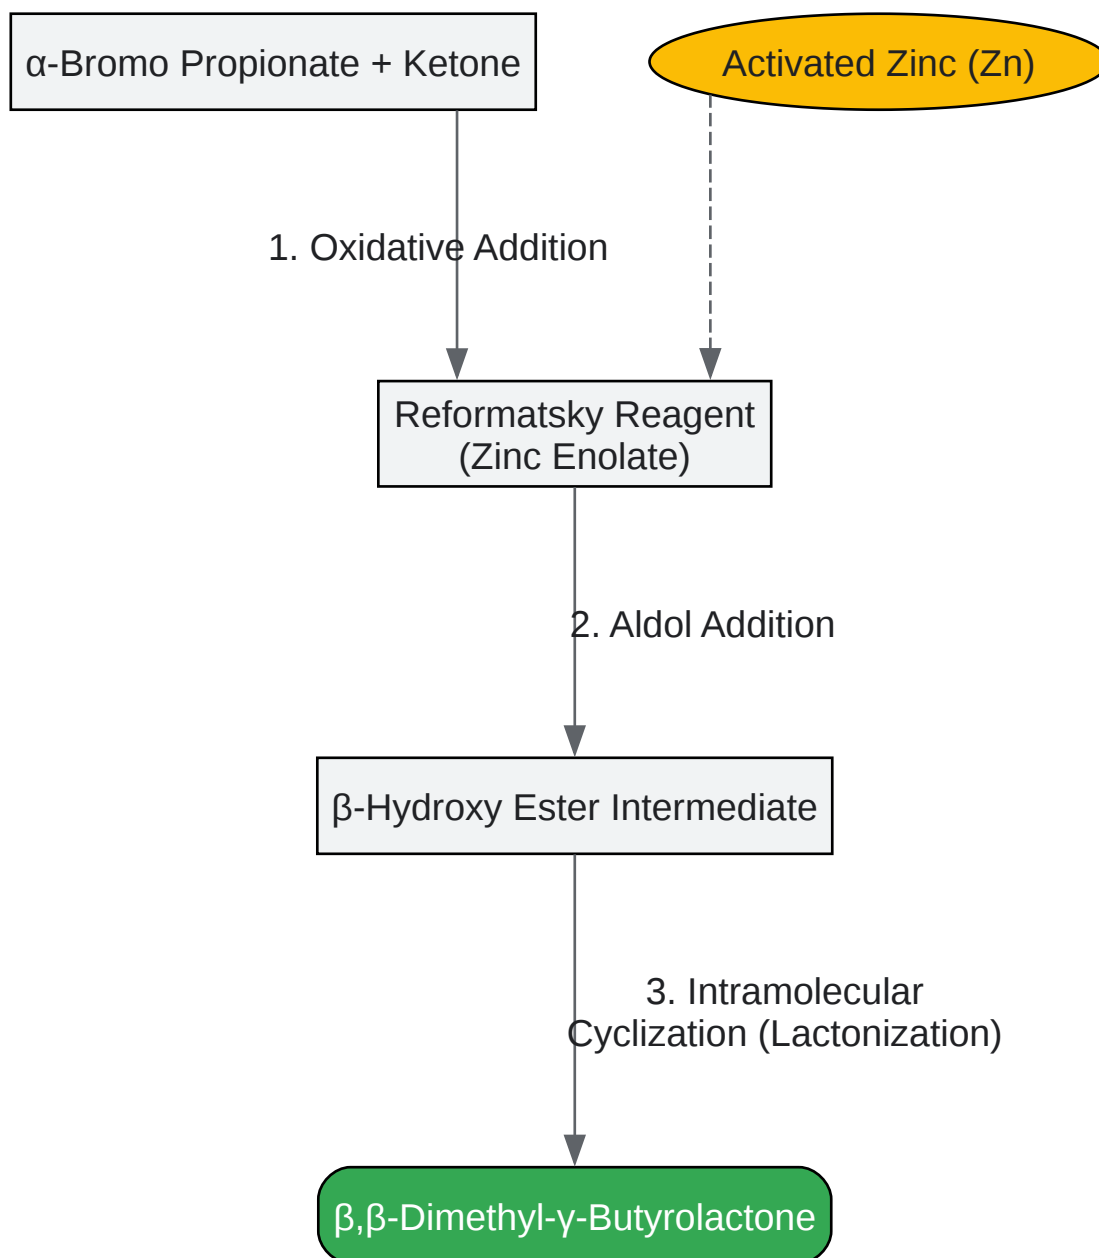 α-Bromo Propionate + Ketone
Activated Zinc (Zn)
1. Oxidative Addition
Reformatsky Reagent
(Zinc Enolate)
2. Aldol Addition
β-Hydroxy Ester Intermediate
3. Intramolecular
Cyclization (Lactonization)
β,β-Dimethyl-γ-Butyrolactone